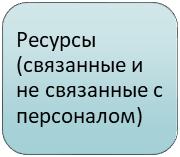 Ресурсы
(связанные и
не связанные с
персоналом)